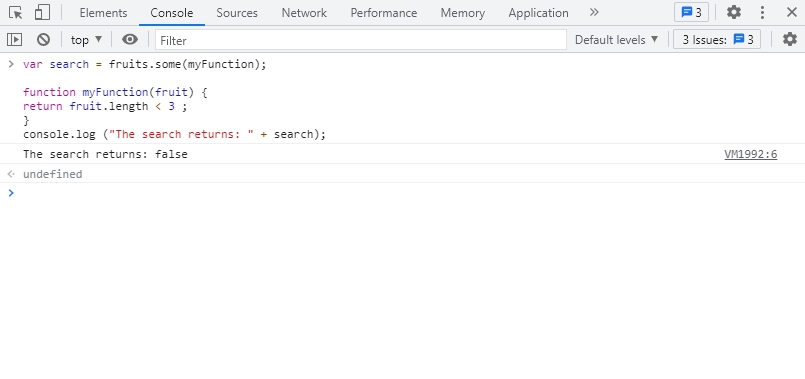 Elements Console Sources Network Performance Memory Application 3
top Filter Default levels 3 Issues: 3
var search = fruits.some(myFunction);
function myFunction(fruit) {
return fruit.length < 3 ;
}
console.log ("The search returns: " + search);
The search returns: false VM1992:6
undefined